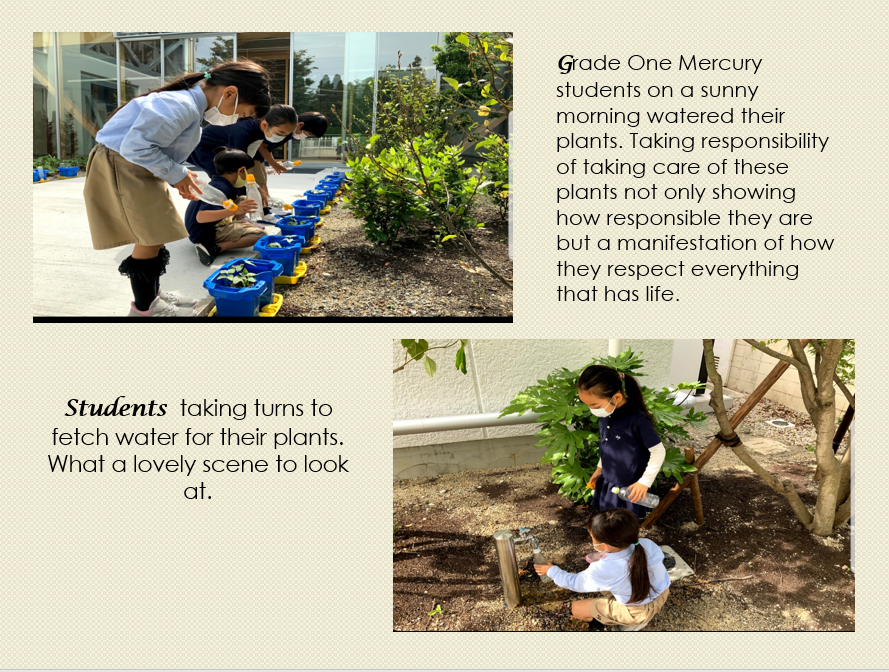 Grade One Mercury
students on a sunny
morning watered their
plants. Taking responsibility
of taking care of these
plants not only showing
how responsible they are
but a manifestation of how
they respect everything
that has life.
Students taking turns to
fetch water for their plants.
What a lovely scene to look
at.